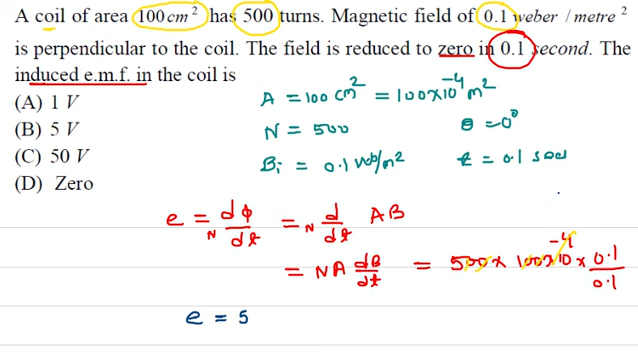 A coil of area 100 cm² has 500 turns. Magnetic field of 0.1 weber / metre ²
is perpendicular to the coil. The field is reduced to zero in 0.1 second. The
induced e.m.f. in the coil is
(A) 1 V
(B) 5 V
(C) 50 V
(D) Zero
A = 100 cm² = 100×10⁻⁴ m²
N = 500 θ = 0°
Bi = 0.1 wb/m² t = 0.1 sec
e = N dϕ/dt = N d/dt AB
= NA dB/dt = 500 × 100×10⁻⁴ × 0.1/0.1
e = 5